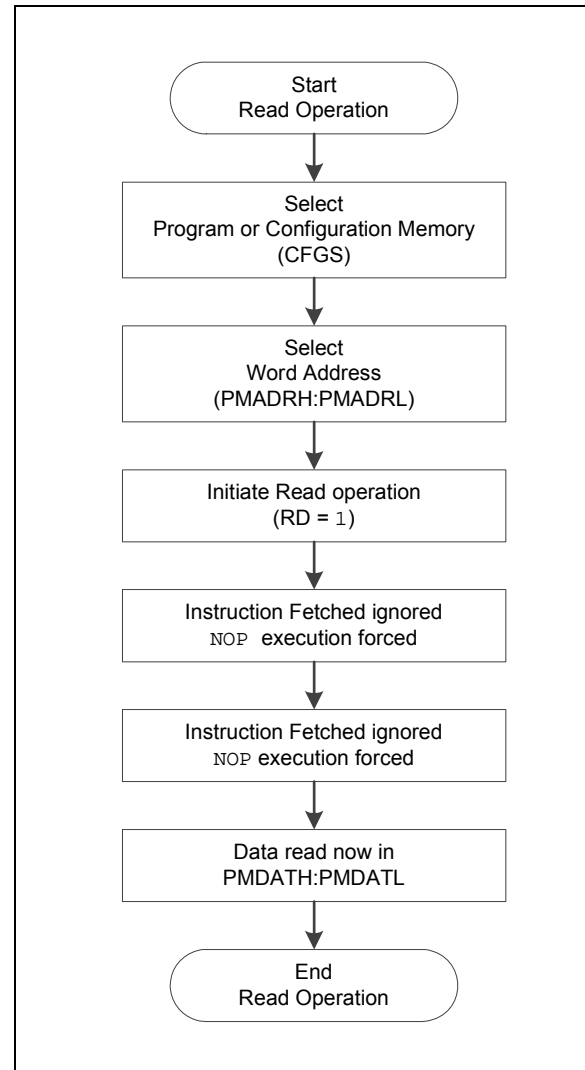 Start
Read Operation
Select
Program or Configuration Memory
(CFGS)
Select
Word Address
(PMADRH:PMADRL)
Initiate Read operation
(RD = 1)
Instruction Fetched ignored
NOP execution forced
Instruction Fetched ignored
NOP execution forced
Data read now in
PMDATH:PMDATL
End
Read Operation